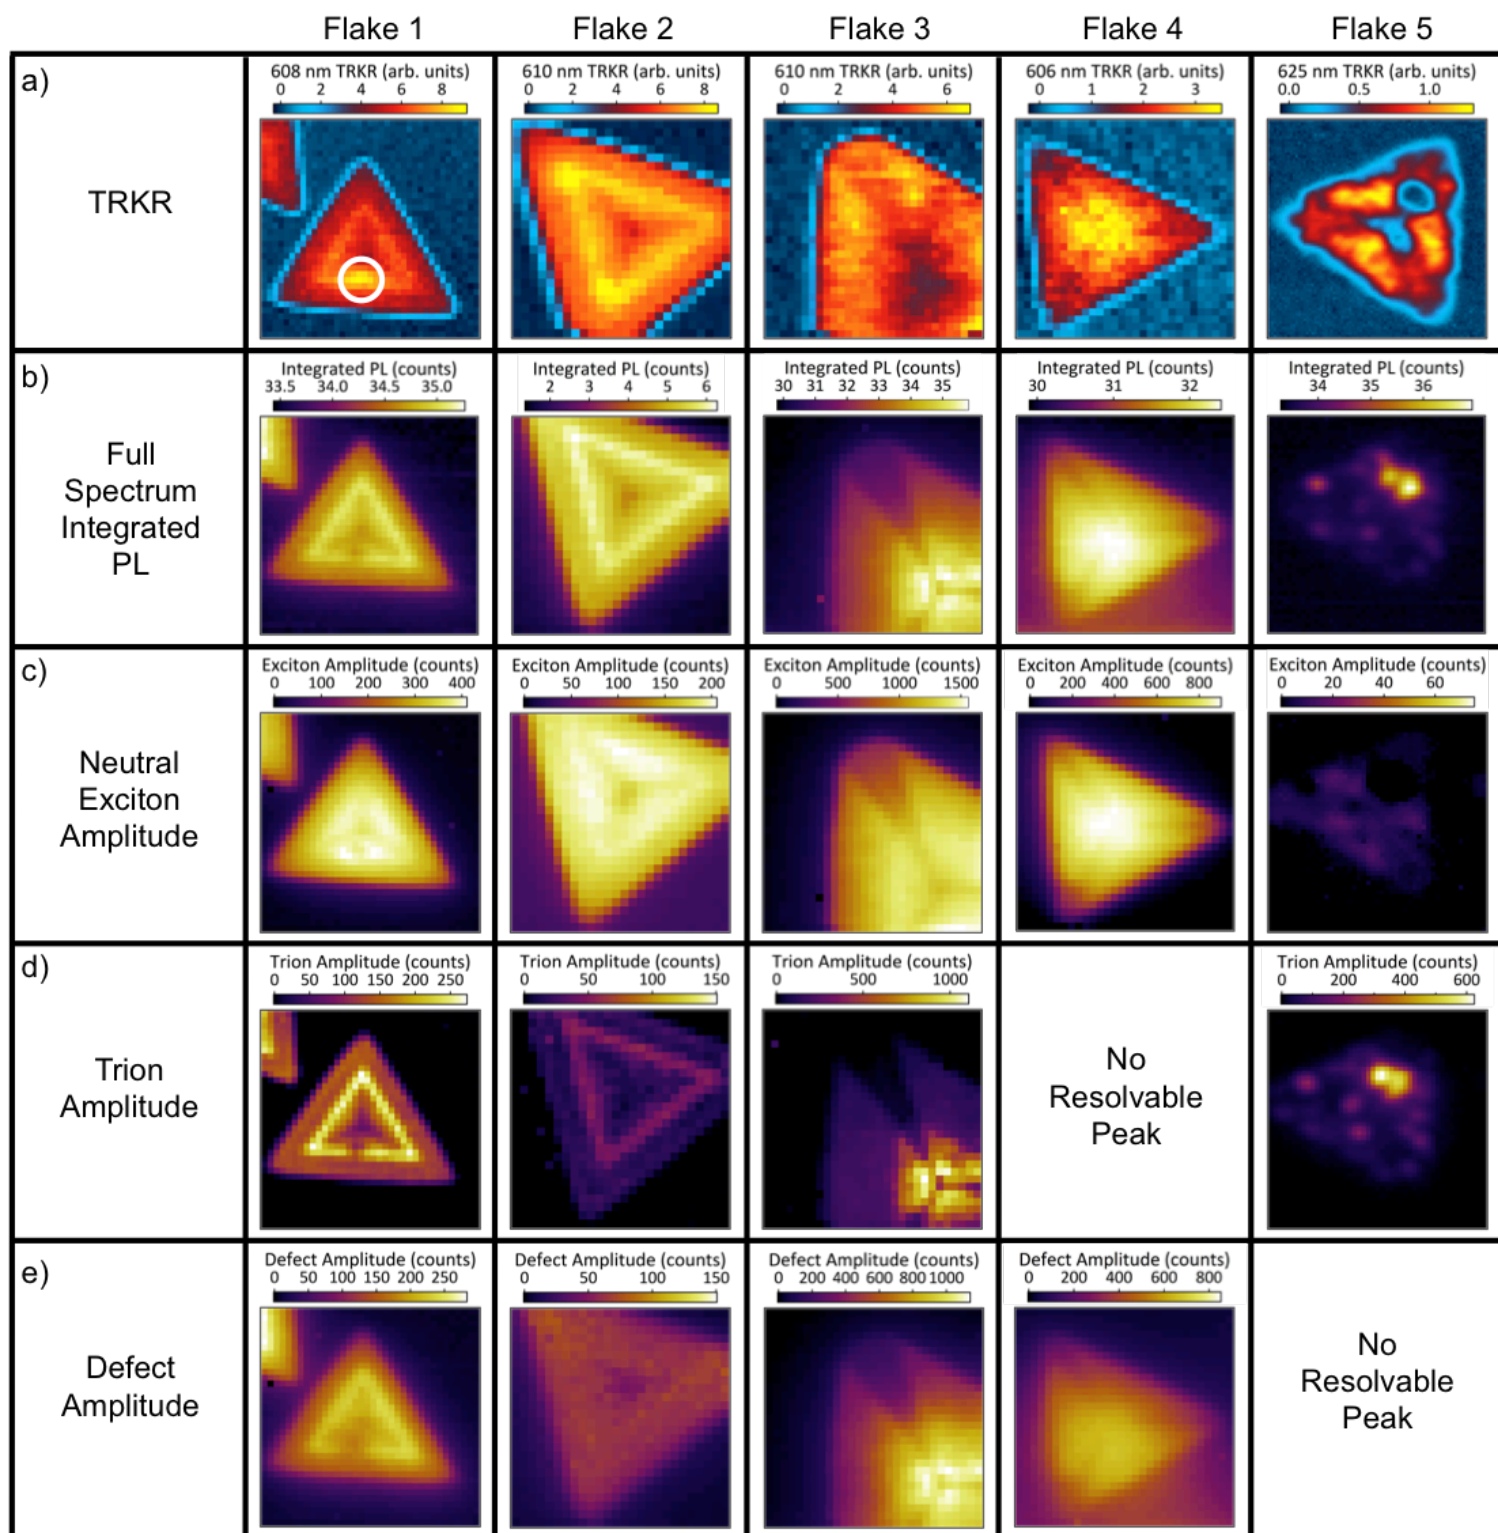 Flake 1 Flake 2 Flake 3 Flake 4 Flake 5
a)
TRKR
608 nm TRKR (arb. units)
0 2 4 6 8
610 nm TRKR (arb. units)
0 2 4 6 8
610 nm TRKR (arb. units)
0 2 4 6
606 nm TRKR (arb. units)
0 1 2 3
625 nm TRKR (arb. units)
0.0 0.5 1.0
b)
Full
Spectrum
Integrated
PL
Integrated PL (counts)
33.5 34.0 34.5 35.0
Integrated PL (counts)
2 3 4 5 6
Integrated PL (counts)
30 31 32 33 34 35
Integrated PL (counts)
30 31 32
Integrated PL (counts)
34 35 36
c)
Neutral
Exciton
Amplitude
Exciton Amplitude (counts)
0 100 200 300 400
Exciton Amplitude (counts)
0 50 100 150 200
Exciton Amplitude (counts)
0 500 1000 1500
Exciton Amplitude (counts)
0 200 400 600 800
Exciton Amplitude (counts)
0 20 40 60
d)
Trion
Amplitude
Trion Amplitude (counts)
0 50 100 150 200 250
Trion Amplitude (counts)
0 50 100 150
Trion Amplitude (counts)
0 500 1000
No
Resolvable
Peak
Trion Amplitude (counts)
0 200 400 600
e)
Defect
Amplitude
Defect Amplitude (counts)
0 50 100 150 200 250
Defect Amplitude (counts)
0 50 100 150
Defect Amplitude (counts)
0 200 400 600 800 1000
Defect Amplitude (counts)
0 200 400 600 800
No
Resolvable
Peak